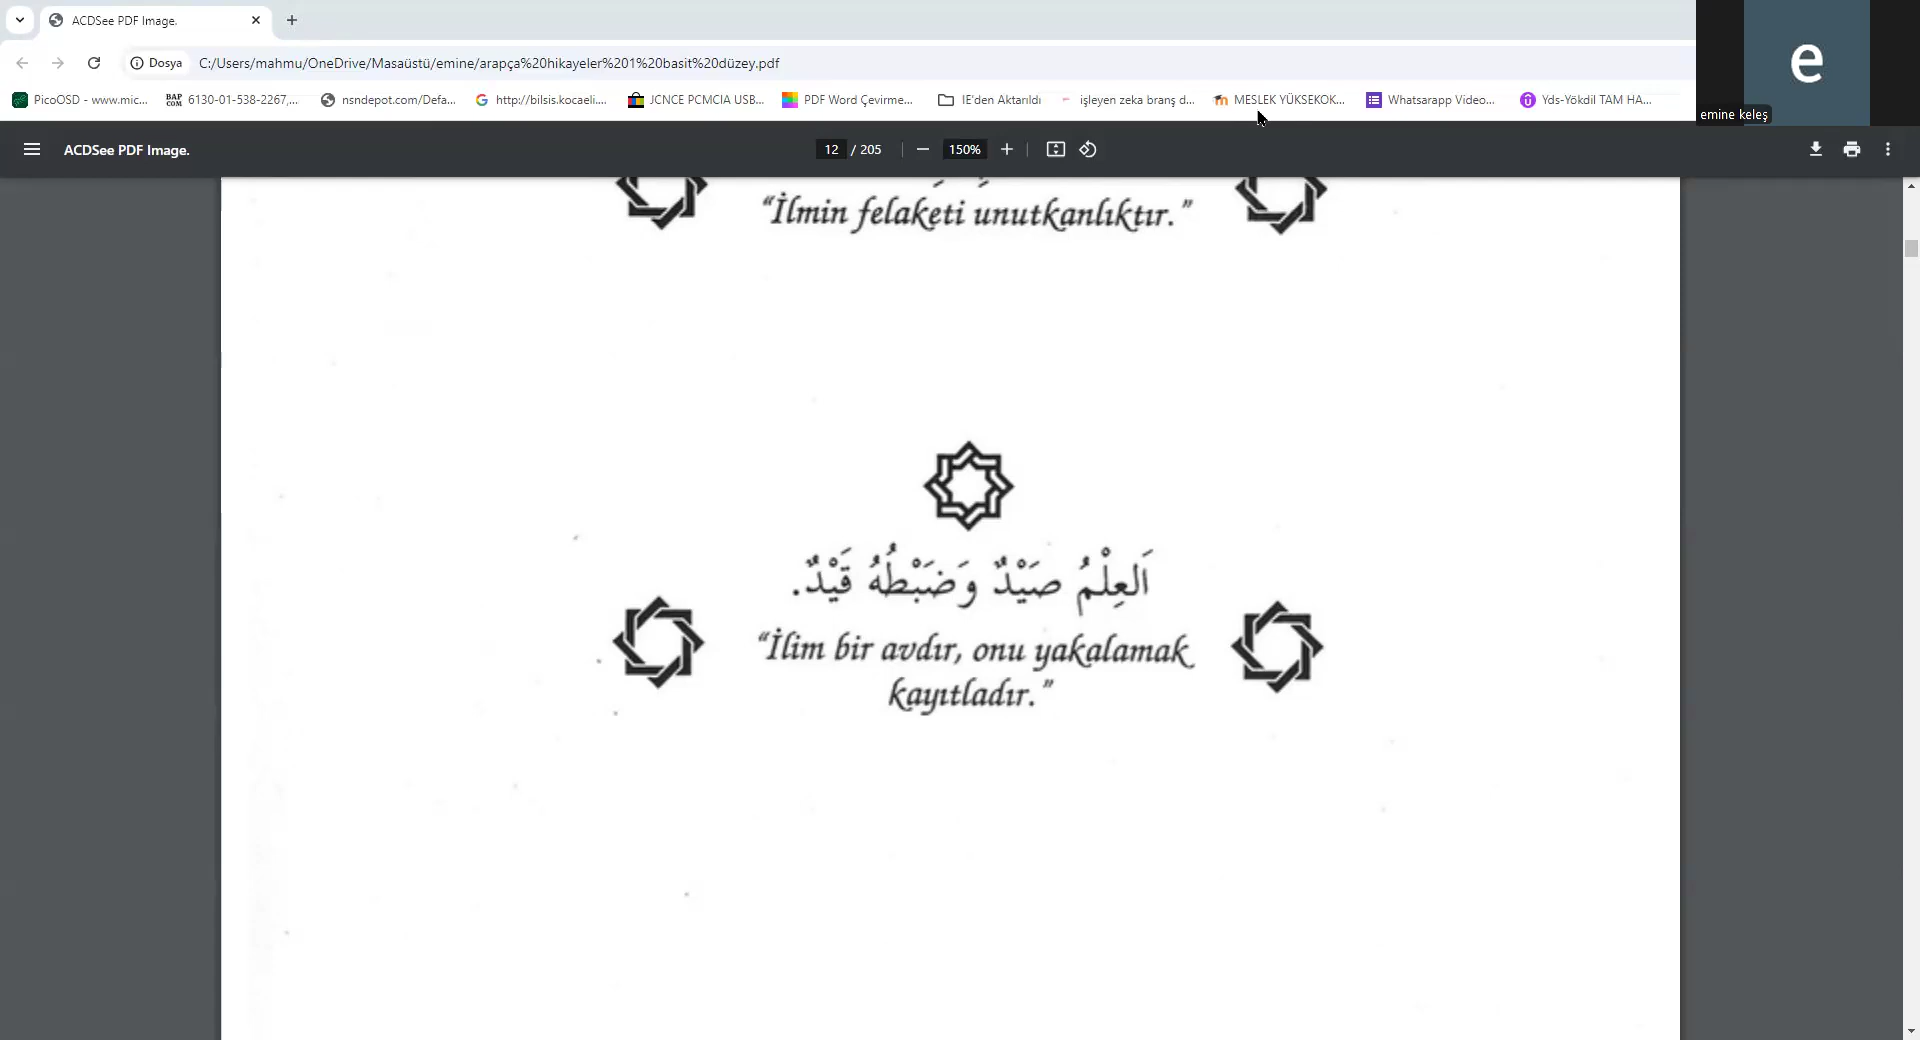 ACDSee PDF Image.
Dosya
C:/Users/mahmu/OneDrive/Masaüstü/emine/arapça%20hikayeler%201%20basit%20düzey.pdf
PicoOSD - www.mic...
BAP COM 6130-01-538-2267,...
nsndepot.com/Defa...
http://bilsis.kocaeli....
JCNCE PCMCIA USB...
PDF Word Çevirme...
IE'den Aktarıldı
işleyen zeka branş d...
MESLEK YÜKSEKOK...
Whatsarapp Video...
Yds-Yökdil TAM HA...
e
emine keleş
ACDSee PDF Image.
12 / 205
150%
“İlmin felaketi unutkanlıktır.”
اَلعِلْمُ صَيْدٌ وَضَبْطُهُ قَيْدٌ.
“İlim bir avdır, onu yakalamak
kayıtladır.”